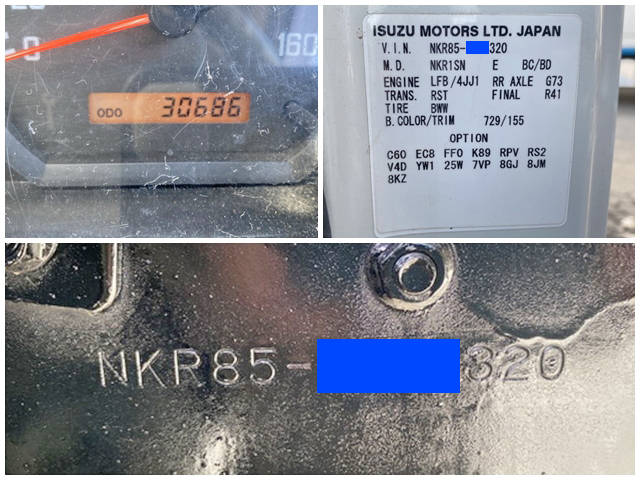 160
0
ODO 30686
ISUZU MOTORS LTD. JAPAN
V.I.N. NKR85- 320
M.D. NKR1SN E BC/BD
ENGINE LFB/4JJ1 RR AXLE G73
TRANS. RST FINAL R41
TIRE BWW
B.COLOR/TRIM 729/155
OPTION
C60 EC8 FF0 K89 RPV RS2
V4D YW1 25W 7VP 8GJ 8JM
8KZ
NKR85- 320